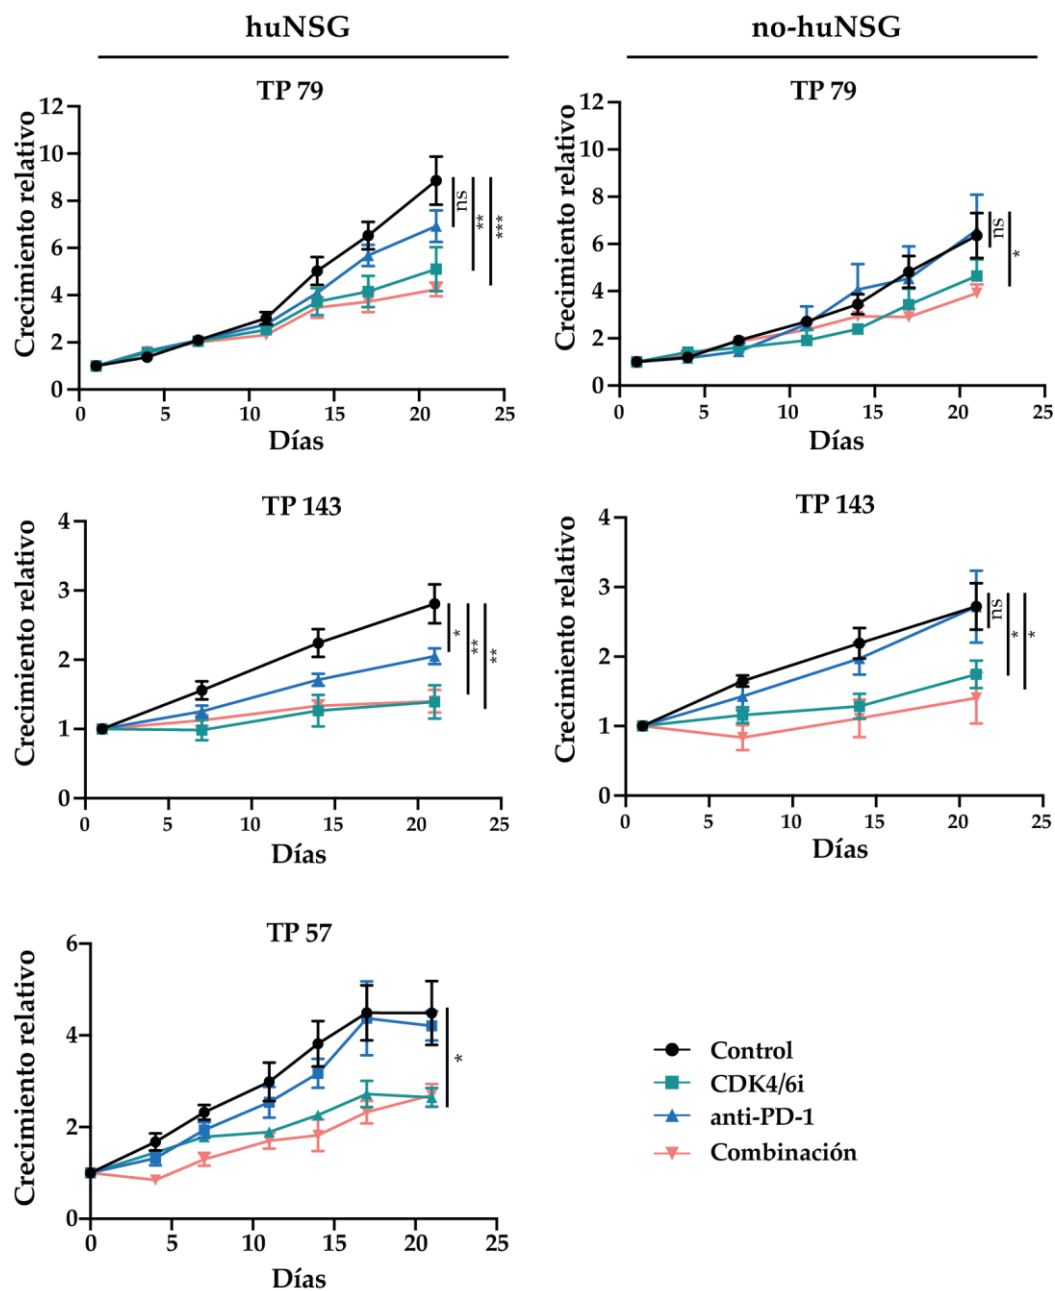 huNSG
no-huNSG
TP 79
Crecimiento relativo
12
10
8
6
4
2
0
0
5
10
15
20
25
Días
ns
**
***
TP 79
Crecimiento relativo
12
10
8
6
4
2
0
0
5
10
15
20
25
Días
ns
*
TP 143
Crecimiento relativo
4
3
2
1
0
0
5
10
15
20
25
Días
*
**
**
TP 143
Crecimiento relativo
4
3
2
1
0
0
5
10
15
20
25
Días
ns
*
*
TP 57
Crecimiento relativo
6
4
2
0
0
5
10
15
20
25
Días
*
Control
CDK4/6i
anti-PD-1
Combinación